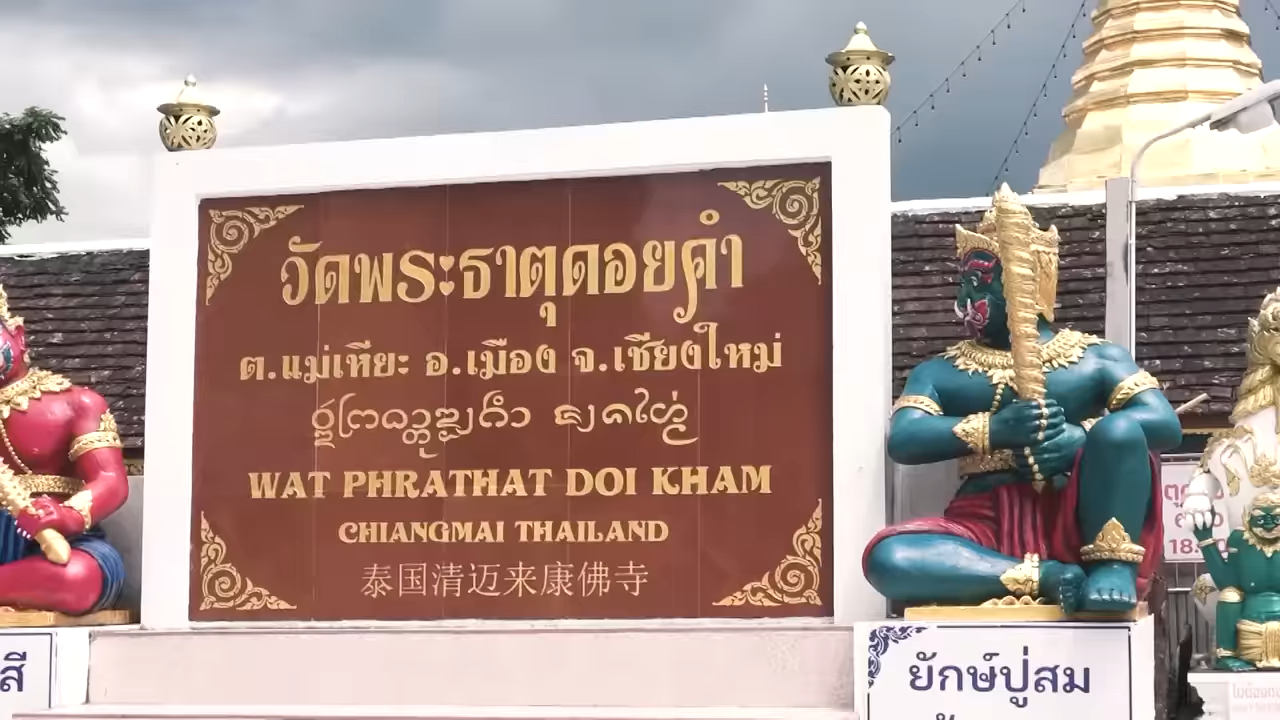 วัดพระธาตุดอยคำ
ต.แม่เหียะ อ.เมือง จ.เชียงใหม่
WAT PHRATHAT DOI KHAM
CHIANGMAI THAILAND
泰国清迈来康佛寺
สี
ยักษ์ปู่สม